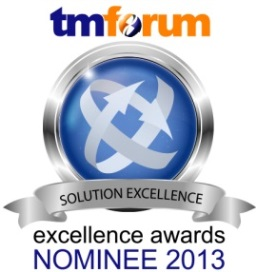 tmforum
SOLUTION EXCELLENCE
excellence awards
NOMINEE 2013